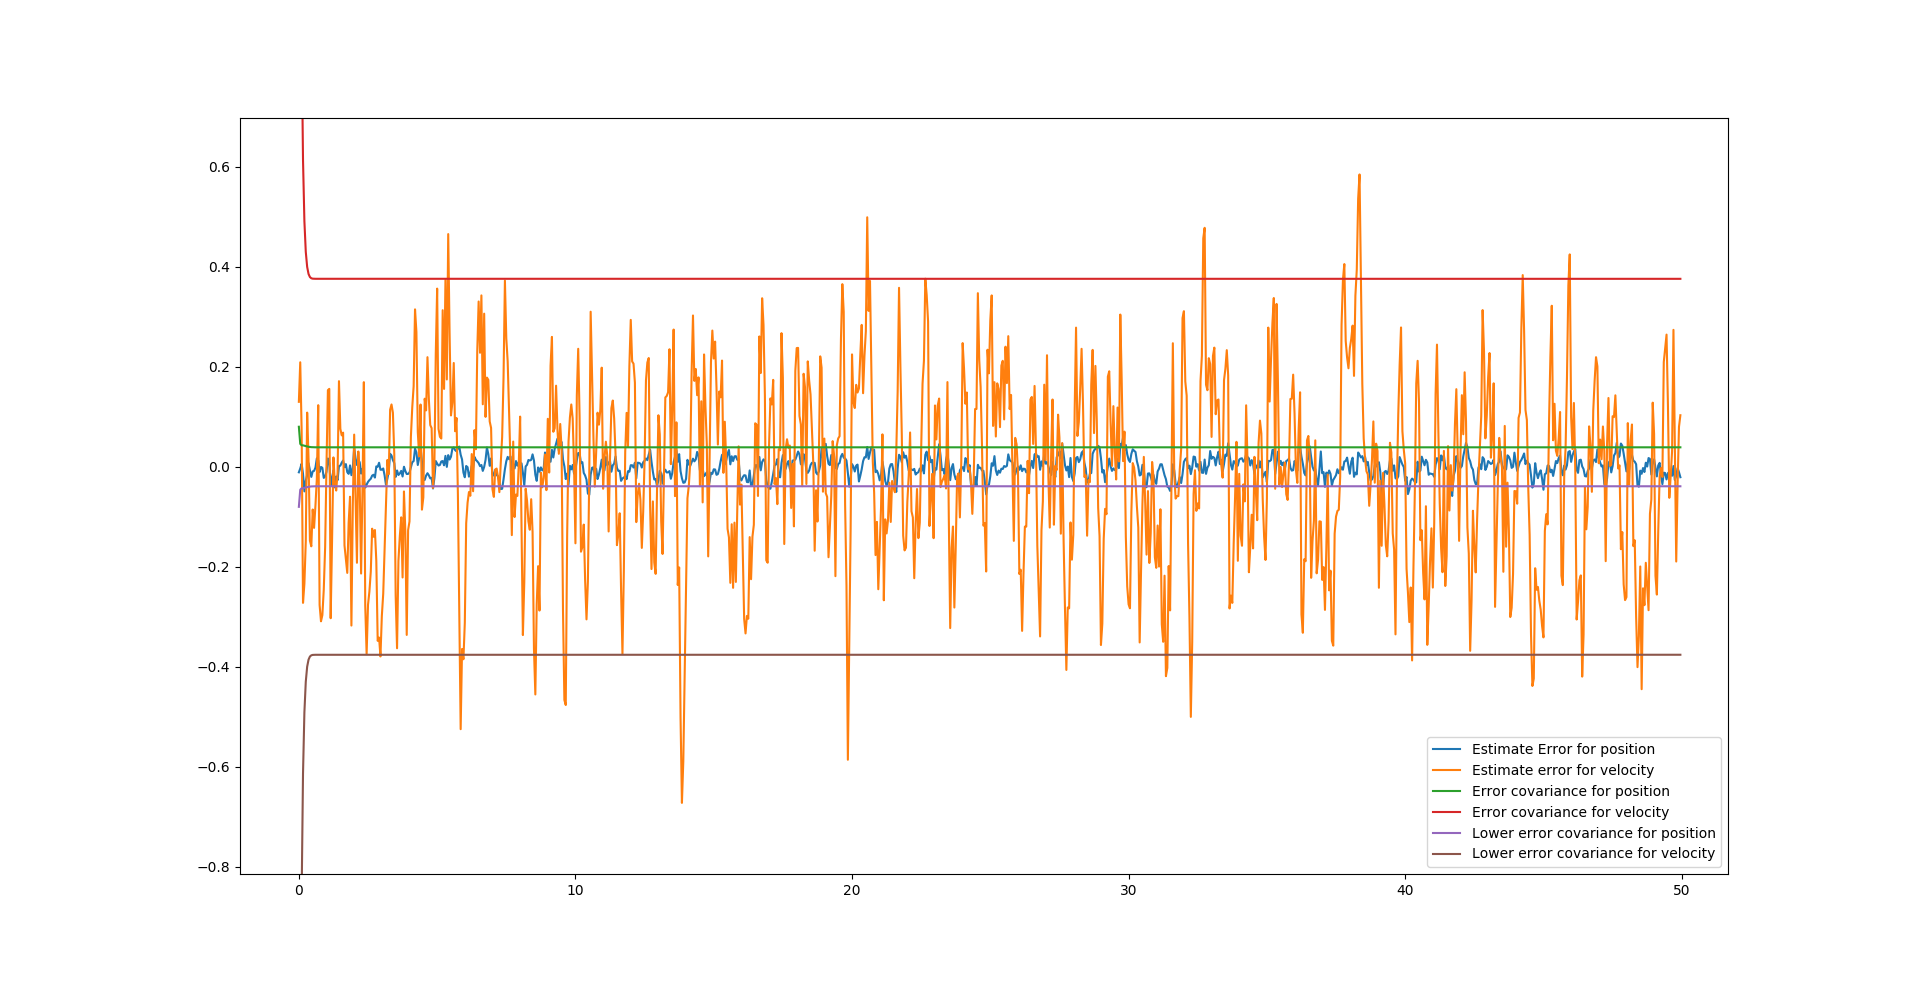 0.6
0.4
0.2
0.0
−0.2
−0.4
−0.6
−0.8
0 10 20 30 40 50
Estimate Error for position
Estimate error for velocity
Error covariance for position
Error covariance for velocity
Lower error covariance for position
Lower error covariance for velocity